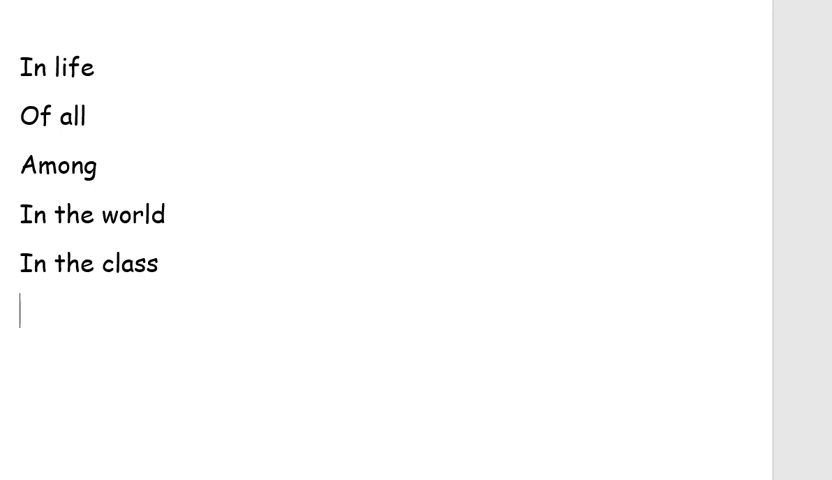 In life
Of all
Among
In the world
In the class